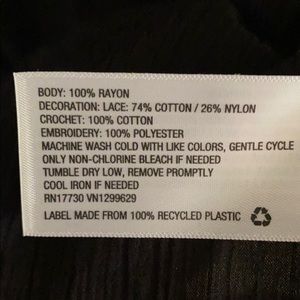 BODY: 100% RAYON
DECORATION: LACE: 74% COTTON / 26% NYLON
CROCHET: 100% COTTON
EMBROIDERY: 100% POLYESTER
MACHINE WASH COLD WITH LIKE COLORS, GENTLE CYCLE
ONLY NON-CHLORINE BLEACH IF NEEDED
TUMBLE DRY LOW, REMOVE PROMPTLY
COOL IRON IF NEEDED
RN17730 VN1299629
LABEL MADE FROM 100% RECYCLED PLASTIC